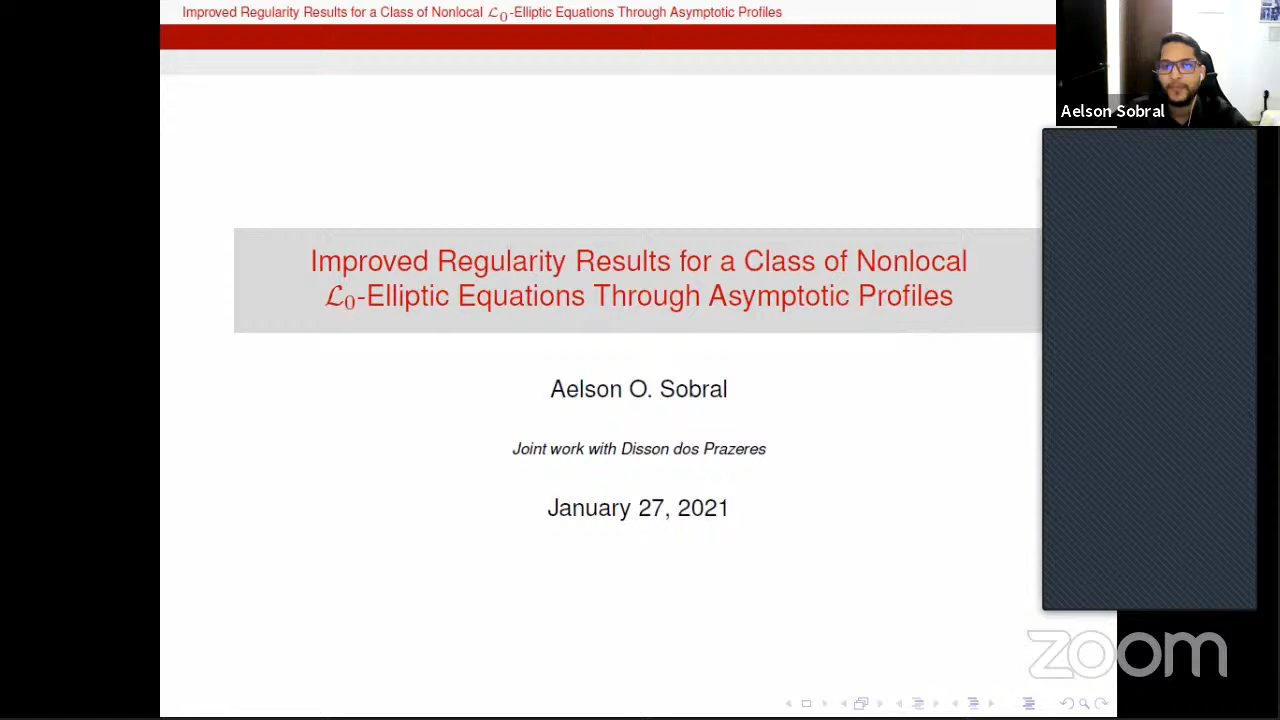 Improved Regularity Results for a Class of Nonlocal ℒ₀-Elliptic Equations Through Asymptotic Profiles
Aelson Sobral
Improved Regularity Results for a Class of Nonlocal
ℒ₀-Elliptic Equations Through Asymptotic Profiles
Aelson O. Sobral
Joint work with Disson dos Prazeres
January 27, 2021
zoom